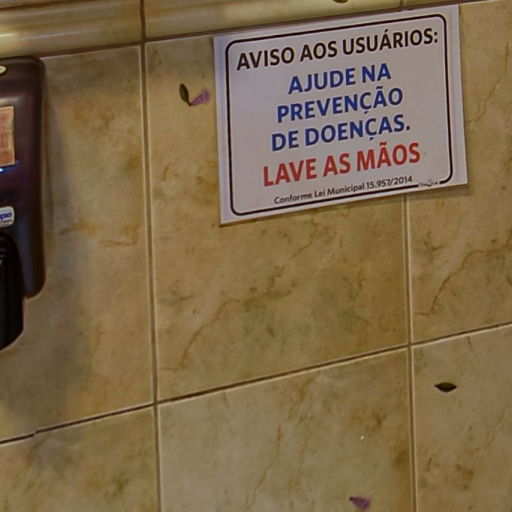 AVISO AOS USUÁRIOS:
AJUDE NA
PREVENÇÃO
DE DOENÇAS.
LAVE AS MÃOS
Conforme Lei Municipal 15.957/2014